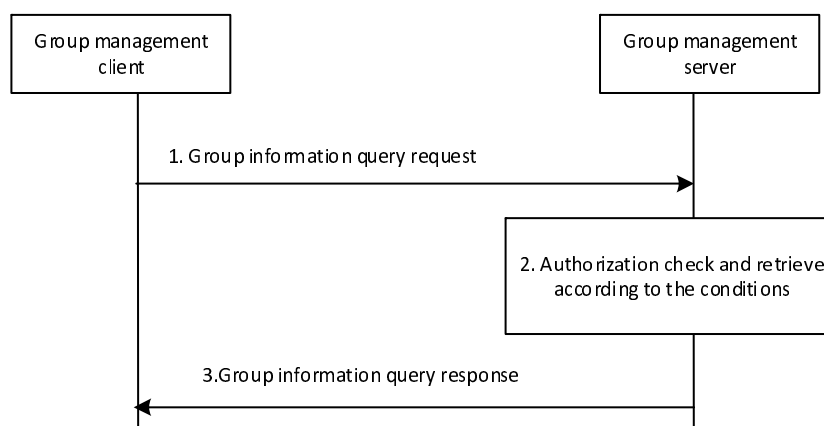 Group management
client
Group management
server
1. Group information query request
2. Authorization check and retrieve
according to the conditions
3.Group information query response